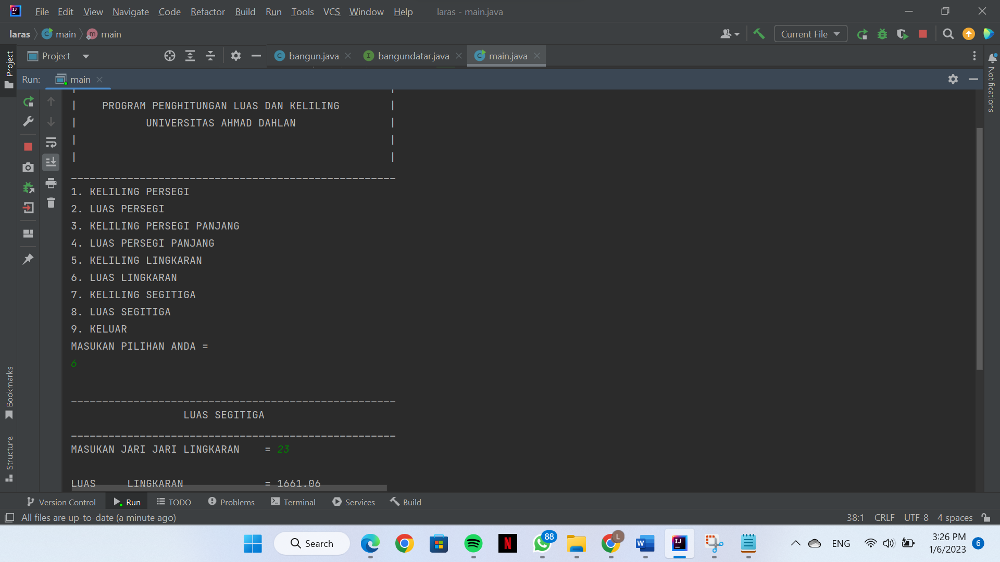 File Edit View Navigate Code Refactor Build Run Tools VCS Window Help laras - main.java
laras main main Current File
Project bangun.java bangundatar.java main.java
Project
Notifications
Run: main
| PROGRAM PENGHITUNGAN LUAS DAN KELILING |
| UNIVERSITAS AHMAD DAHLAN |
| |
| |
____________________________________________________
1. KELILING PERSEGI
2. LUAS PERSEGI
3. KELILING PERSEGI PANJANG
4. LUAS PERSEGI PANJANG
5. KELILING LINGKARAN
6. LUAS LINGKARAN
7. KELILING SEGITIGA
8. LUAS SEGITIGA
9. KELUAR
MASUKAN PILIHAN ANDA =
6
____________________________________________________
LUAS SEGITIGA
____________________________________________________
MASUKAN JARI JARI LINGKARAN = 23
LUAS LINGKARAN = 1661.06
Bookmarks
Structure
Version Control Run TODO Problems Terminal Services Build
All files are up-to-date (a minute ago) 38:1 CRLF UTF-8 4 spaces
Search 88 L ENG 3:26 PM 6
1/6/2023